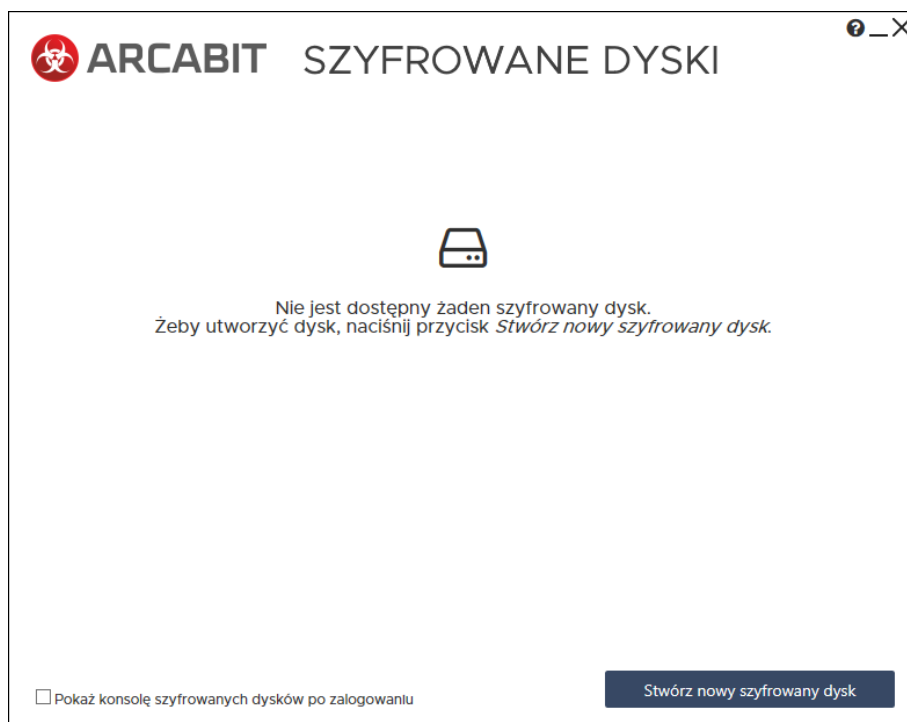 ARCABIT SZYFROWANE DYSKI
Nie jest dostępny żaden szyfrowany dysk.
Żeby utworzyć dysk, naciśnij przycisk Stwórz nowy szyfrowany dysk.
Pokaż konsolę szyfrowanych dysków po zalogowaniu
Stwórz nowy szyfrowany dysk